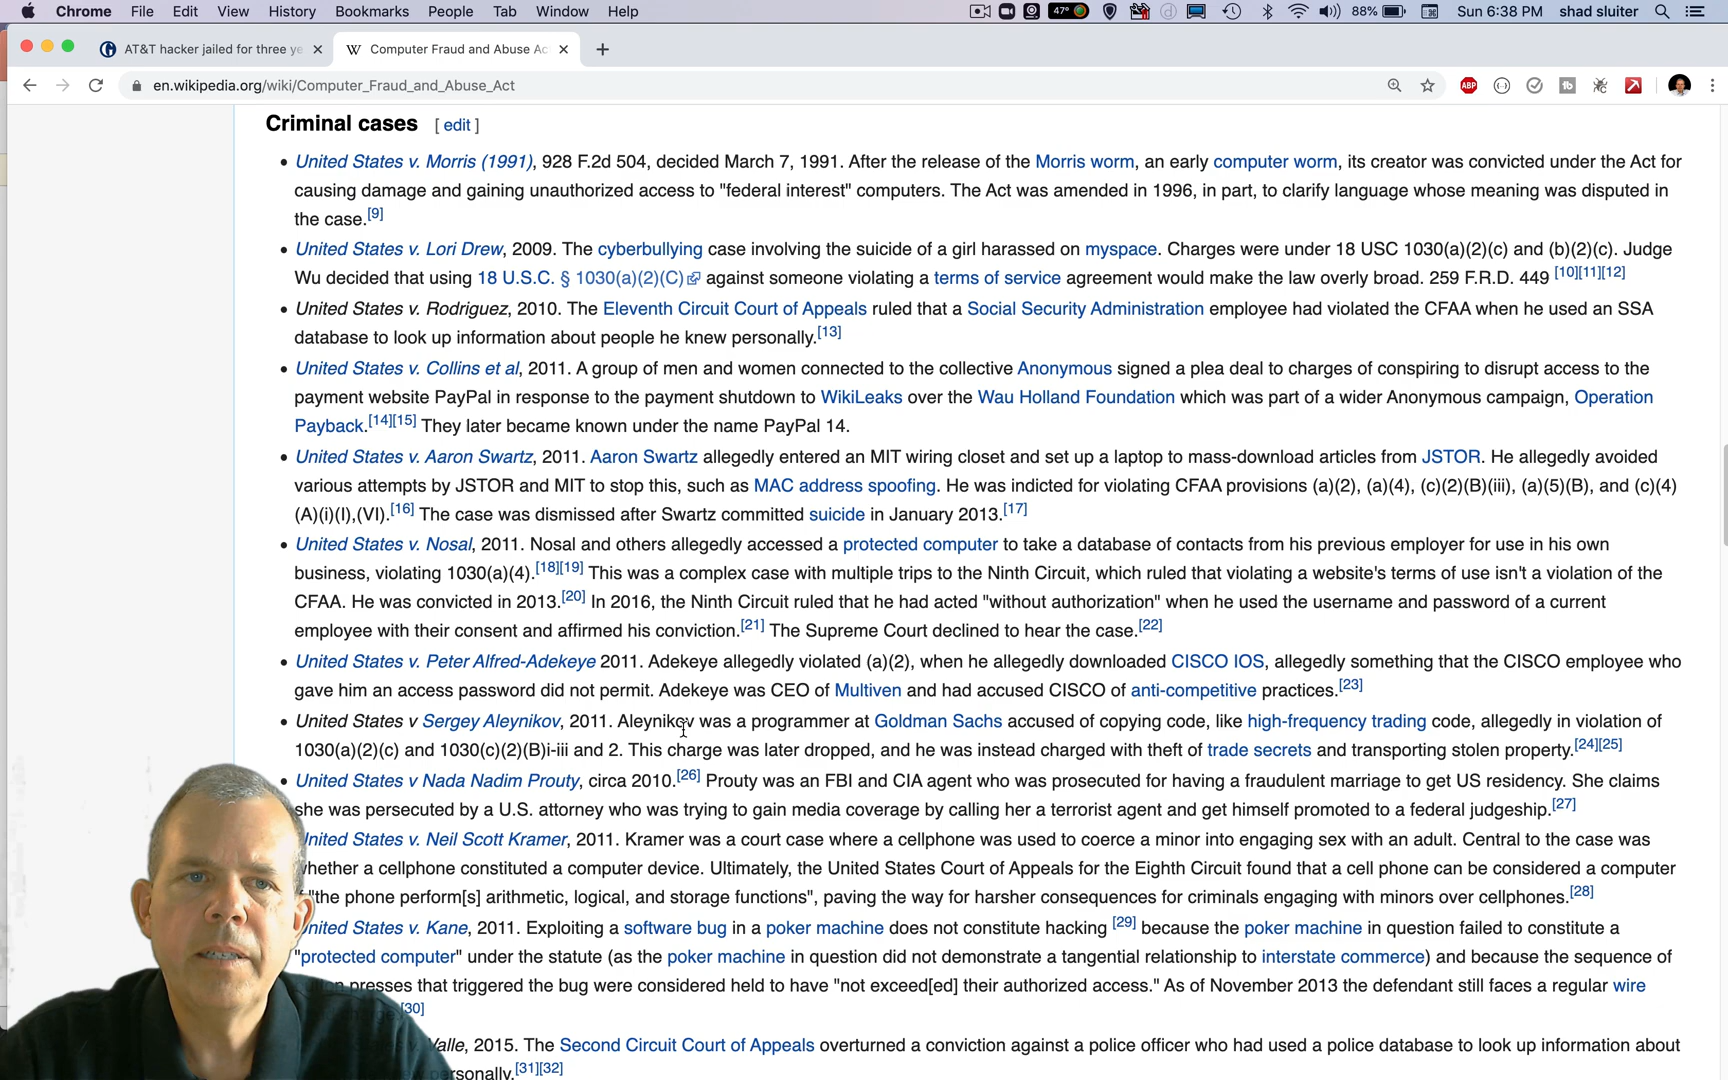 Chrome File Edit View History Bookmarks People Tab Window Help 47° 88% Sun 6:38 PM shad sluiter
AT&T hacker jailed for three ye Computer Fraud and Abuse Ac
en.wikipedia.org/wiki/Computer_Fraud_and_Abuse_Act ABP
Criminal cases [ edit ]
• United States v. Morris (1991), 928 F.2d 504, decided March 7, 1991. After the release of the Morris worm, an early computer worm, its creator was convicted under the Act for
causing damage and gaining unauthorized access to "federal interest" computers. The Act was amended in 1996, in part, to clarify language whose meaning was disputed in
the case.[9]
• United States v. Lori Drew, 2009. The cyberbullying case involving the suicide of a girl harassed on myspace. Charges were under 18 USC 1030(a)(2)(c) and (b)(2)(c). Judge
Wu decided that using 18 U.S.C. § 1030(a)(2)(C) against someone violating a terms of service agreement would make the law overly broad. 259 F.R.D. 449 [10][11][12]
• United States v. Rodriguez, 2010. The Eleventh Circuit Court of Appeals ruled that a Social Security Administration employee had violated the CFAA when he used an SSA
database to look up information about people he knew personally.[13]
• United States v. Collins et al, 2011. A group of men and women connected to the collective Anonymous signed a plea deal to charges of conspiring to disrupt access to the
payment website PayPal in response to the payment shutdown to WikiLeaks over the Wau Holland Foundation which was part of a wider Anonymous campaign, Operation
Payback.[14][15] They later became known under the name PayPal 14.
• United States v. Aaron Swartz, 2011. Aaron Swartz allegedly entered an MIT wiring closet and set up a laptop to mass-download articles from JSTOR. He allegedly avoided
various attempts by JSTOR and MIT to stop this, such as MAC address spoofing. He was indicted for violating CFAA provisions (a)(2), (a)(4), (c)(2)(B)(iii), (a)(5)(B), and (c)(4)
(A)(i)(I),(VI).[16] The case was dismissed after Swartz committed suicide in January 2013.[17]
• United States v. Nosal, 2011. Nosal and others allegedly accessed a protected computer to take a database of contacts from his previous employer for use in his own
business, violating 1030(a)(4).[18][19] This was a complex case with multiple trips to the Ninth Circuit, which ruled that violating a website's terms of use isn't a violation of the
CFAA. He was convicted in 2013.[20] In 2016, the Ninth Circuit ruled that he had acted "without authorization" when he used the username and password of a current
employee with their consent and affirmed his conviction.[21] The Supreme Court declined to hear the case.[22]
• United States v. Peter Alfred-Adekeye 2011. Adekeye allegedly violated (a)(2), when he allegedly downloaded CISCO IOS, allegedly something that the CISCO employee who
gave him an access password did not permit. Adekeye was CEO of Multiven and had accused CISCO of anti-competitive practices.[23]
• United States v Sergey Aleynikov, 2011. Aleynikov was a programmer at Goldman Sachs accused of copying code, like high-frequency trading code, allegedly in violation of
1030(a)(2)(c) and 1030(c)(2)(B)i-iii and 2. This charge was later dropped, and he was instead charged with theft of trade secrets and transporting stolen property.[24][25]
• United States v Nada Nadim Prouty, circa 2010.[26] Prouty was an FBI and CIA agent who was prosecuted for having a fraudulent marriage to get US residency. She claims
she was persecuted by a U.S. attorney who was trying to gain media coverage by calling her a terrorist agent and get himself promoted to a federal judgeship.[27]
United States v. Neil Scott Kramer, 2011. Kramer was a court case where a cellphone was used to coerce a minor into engaging sex with an adult. Central to the case was
whether a cellphone constituted a computer device. Ultimately, the United States Court of Appeals for the Eighth Circuit found that a cell phone can be considered a computer
"the phone perform[s] arithmetic, logical, and storage functions", paving the way for harsher consequences for criminals engaging with minors over cellphones.[28]
United States v. Kane, 2011. Exploiting a software bug in a poker machine does not constitute hacking [29] because the poker machine in question failed to constitute a
"protected computer" under the statute (as the poker machine in question did not demonstrate a tangential relationship to interstate commerce) and because the sequence of
presses that triggered the bug were considered held to have "not exceed[ed] their authorized access." As of November 2013 the defendant still faces a regular wire
[30]
Valle, 2015. The Second Circuit Court of Appeals overturned a conviction against a police officer who had used a police database to look up information about
personally.[31][32]